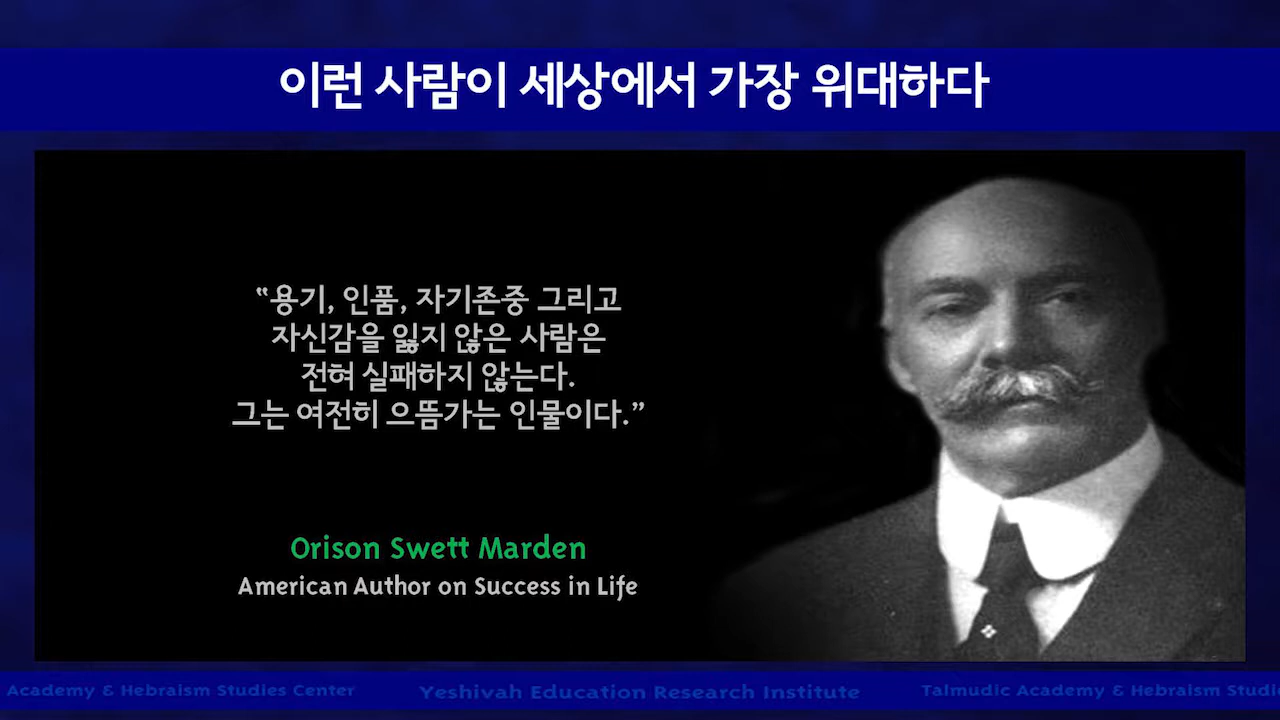 이런 사람이 세상에서 가장 위대하다
“용기, 인품, 자기존중 그리고
자신감을 잃지 않은 사람은
전혀 실패하지 않는다.
그는 여전히 으뜸가는 인물이다.”
Orison Swett Marden
American Author on Success in Life
Academy & Hebraism Studies Center Yeshivah Education Research Institute Talmudic Academy & Hebraism